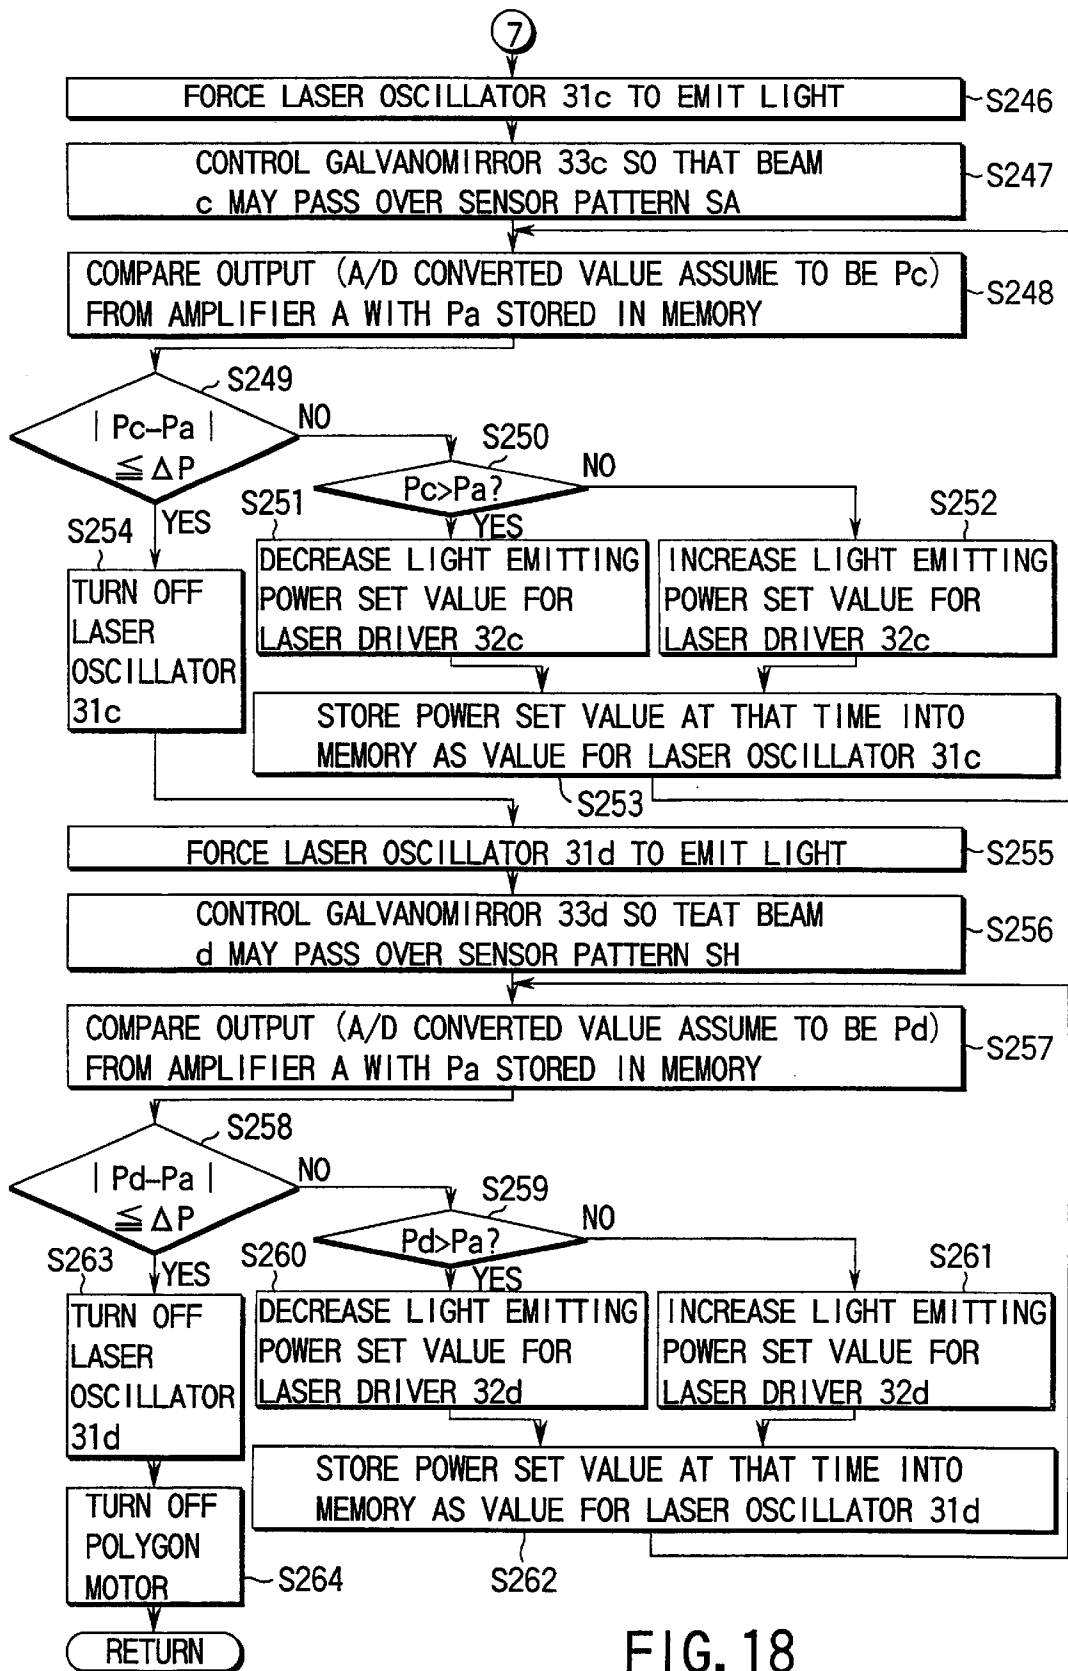 7
FORCE LASER OSCILLATOR 31c TO EMIT LIGHT
S246
CONTROL GALVANOMIRROR 33c SO THAT BEAM
c MAY PASS OVER SENSOR PATTERN SA
S247
COMPARE OUTPUT (A/D CONVERTED VALUE ASSUME TO BE Pc)
FROM AMPLIFIER A WITH Pa STORED IN MEMORY
S248
S249
| Pc–Pa |
≦ ΔP
NO
YES
S250
Pc>Pa?
NO
YES
S251
DECREASE LIGHT EMITTING
POWER SET VALUE FOR
LASER DRIVER 32c
S252
INCREASE LIGHT EMITTING
POWER SET VALUE FOR
LASER DRIVER 32c
S254
TURN OFF
LASER
OSCILLATOR
31c
STORE POWER SET VALUE AT THAT TIME INTO
MEMORY AS VALUE FOR LASER OSCILLATOR 31c
S253
FORCE LASER OSCILLATOR 31d TO EMIT LIGHT
S255
CONTROL GALVANOMIRROR 33d SO TEAT BEAM
d MAY PASS OVER SENSOR PATTERN SH
S256
COMPARE OUTPUT (A/D CONVERTED VALUE ASSUME TO BE Pd)
FROM AMPLIFIER A WITH Pa STORED IN MEMORY
S257
S258
| Pd–Pa |
≦ ΔP
NO
YES
S259
Pd>Pa?
NO
YES
S260
DECREASE LIGHT EMITTING
POWER SET VALUE FOR
LASER DRIVER 32d
S261
INCREASE LIGHT EMITTING
POWER SET VALUE FOR
LASER DRIVER 32d
S263
TURN OFF
LASER
OSCILLATOR
31d
STORE POWER SET VALUE AT THAT TIME INTO
MEMORY AS VALUE FOR LASER OSCILLATOR 31d
S262
TURN OFF
POLYGON
MOTOR
S264
RETURN
FIG. 18